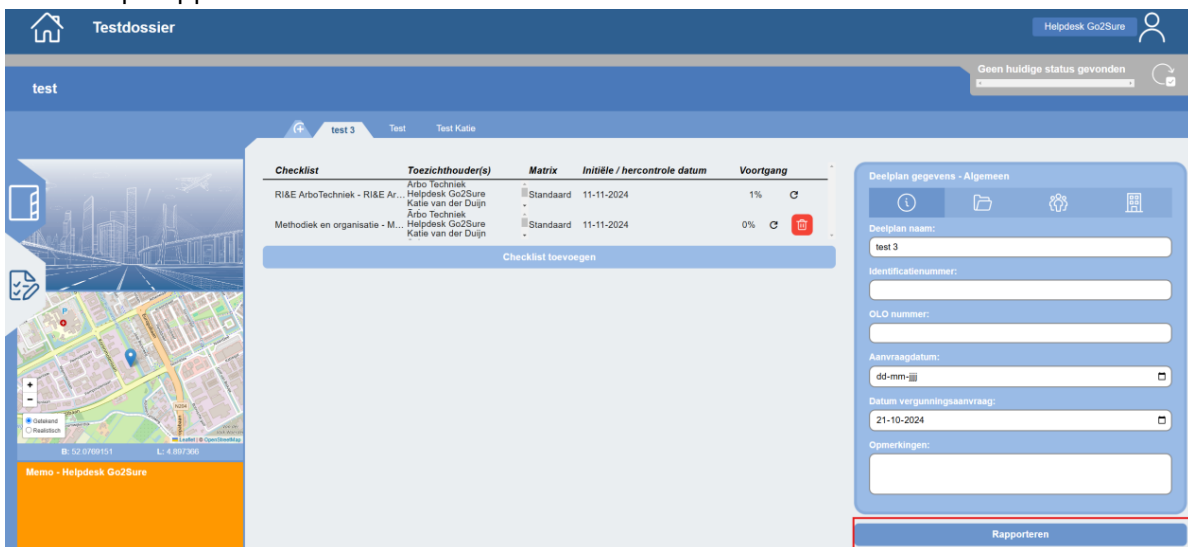 Testdossier
Helpdesk Go2Sure
Geen huidige status gevonden
test
test 3
Test
Test Katie
Checklist Toezichthouder(s) Matrix Initiële / hercontrole datum Voortgang
Arbo Techniek
RI&E ArboTechniek - RI&E Ar... Helpdesk Go2Sure Standaard 11-11-2024 1%
Katie van der Duijn
Arbo Techniek
Methodiek en organisatie - M... Helpdesk Go2Sure Standaard 11-11-2024 0%
Katie van der Duijn
Checklist toevoegen
Deelplan gegevens - Algemeen
Deelplan naam:
test 3
Identificatienummer:
OLO nummer:
Aanvraagdatum:
dd-mm-
Datum vergunningsaanvraag:
21-10-2024
Opmerkingen:
Rapporteren
P
+
-
N204
Getekend
Realistisch
Leaflet | © OpenStreetMap
B: 52.0769151 L: 4.897366
Memo - Helpdesk Go2Sure